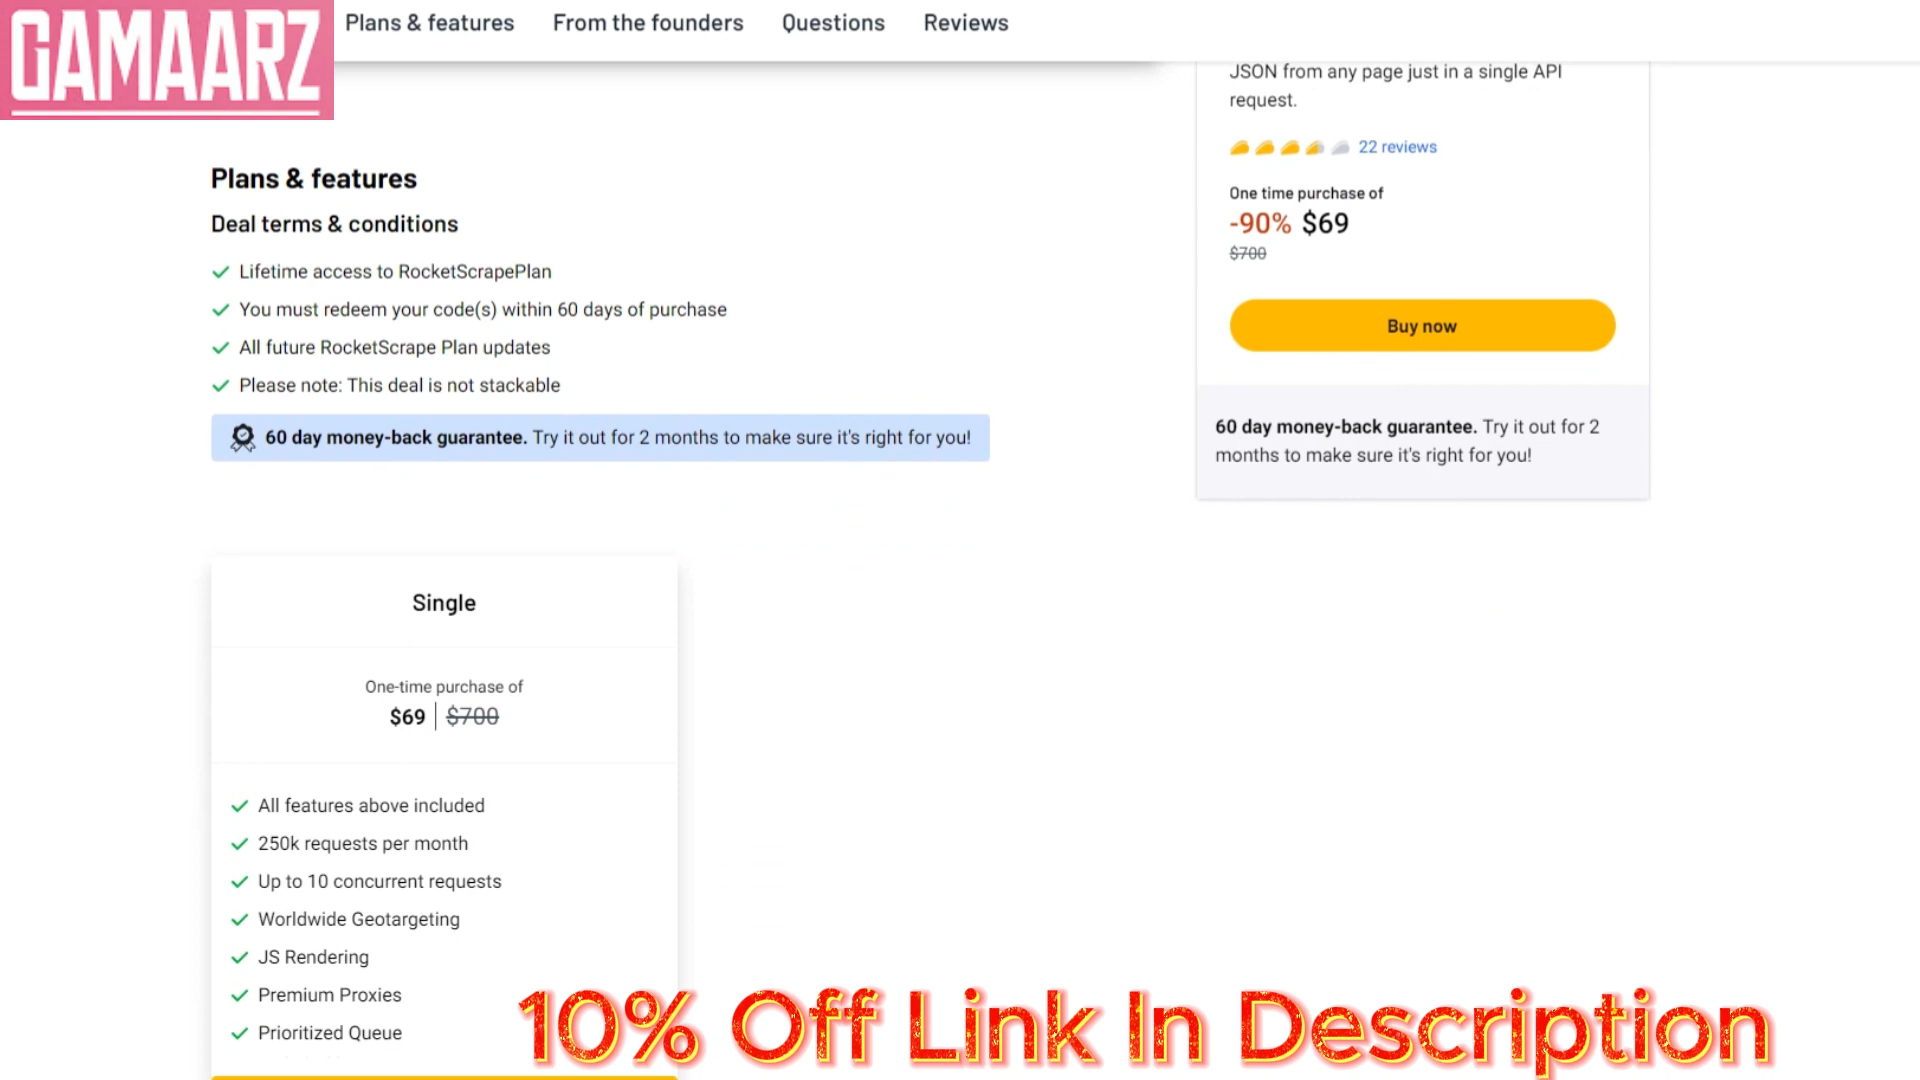 GAMAARZ
Plans & features
From the founders
Questions
Reviews
JSON from any page just in a single API
request.
22 reviews
One time purchase of
-90% $69
$700
Buy now
60 day money-back guarantee. Try it out for 2
months to make sure it's right for you!
Plans & features
Deal terms & conditions
Lifetime access to RocketScrapePlan
You must redeem your code(s) within 60 days of purchase
All future RocketScrape Plan updates
Please note: This deal is not stackable
60 day money-back guarantee. Try it out for 2 months to make sure it's right for you!
Single
One-time purchase of
$69 | $700
All features above included
250k requests per month
Up to 10 concurrent requests
Worldwide Geotargeting
JS Rendering
Premium Proxies
Prioritized Queue
10% Off Link In Description